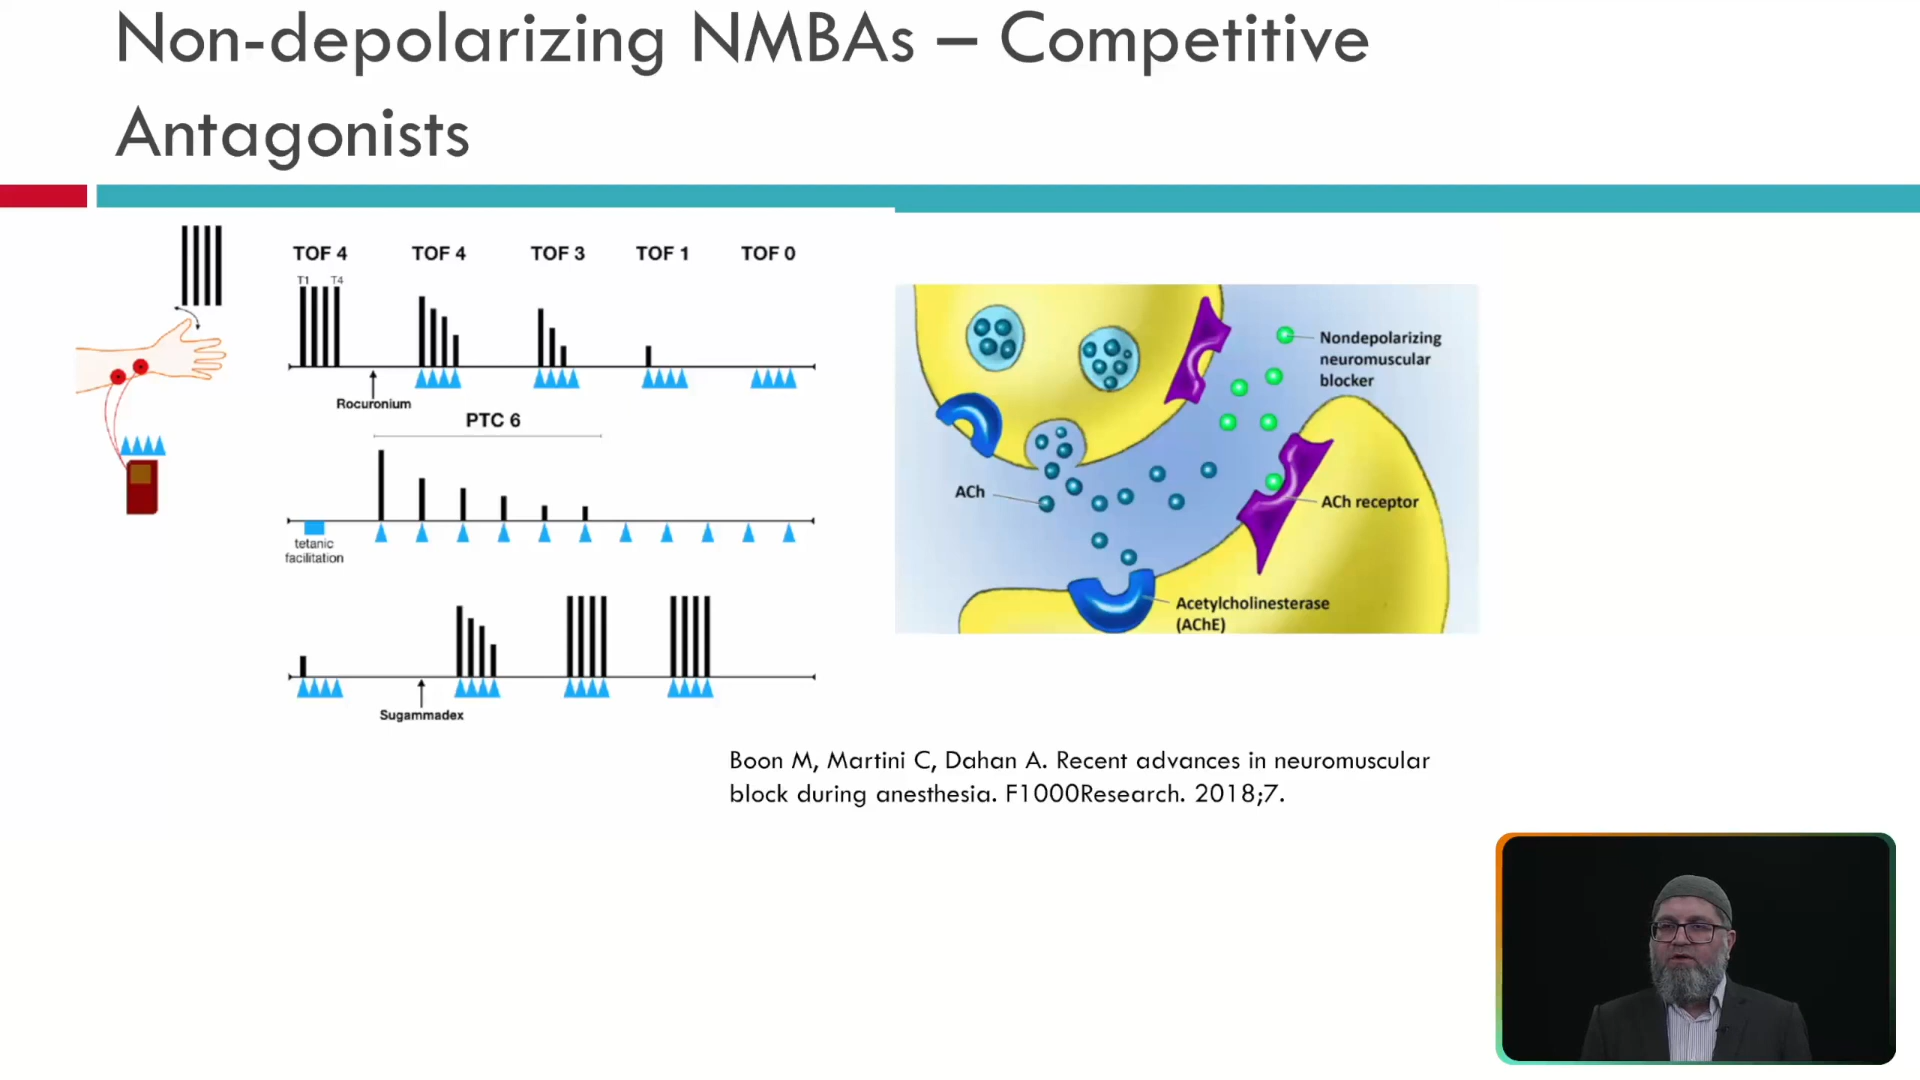 Non-depolarizing NMBAs – Competitive
Antagonists
TOF 4
TOF 4
TOF 3
TOF 1
TOF 0
T1
T4
Rocuronium
PTC 6
tetanic
facilitation
Sugammadex
Nondepolarizing
neuromuscular
blocker
ACh
ACh receptor
Acetylcholinesterase
(AChE)
Boon M, Martini C, Dahan A. Recent advances in neuromuscular
block during anesthesia. F1000Research. 2018;7.